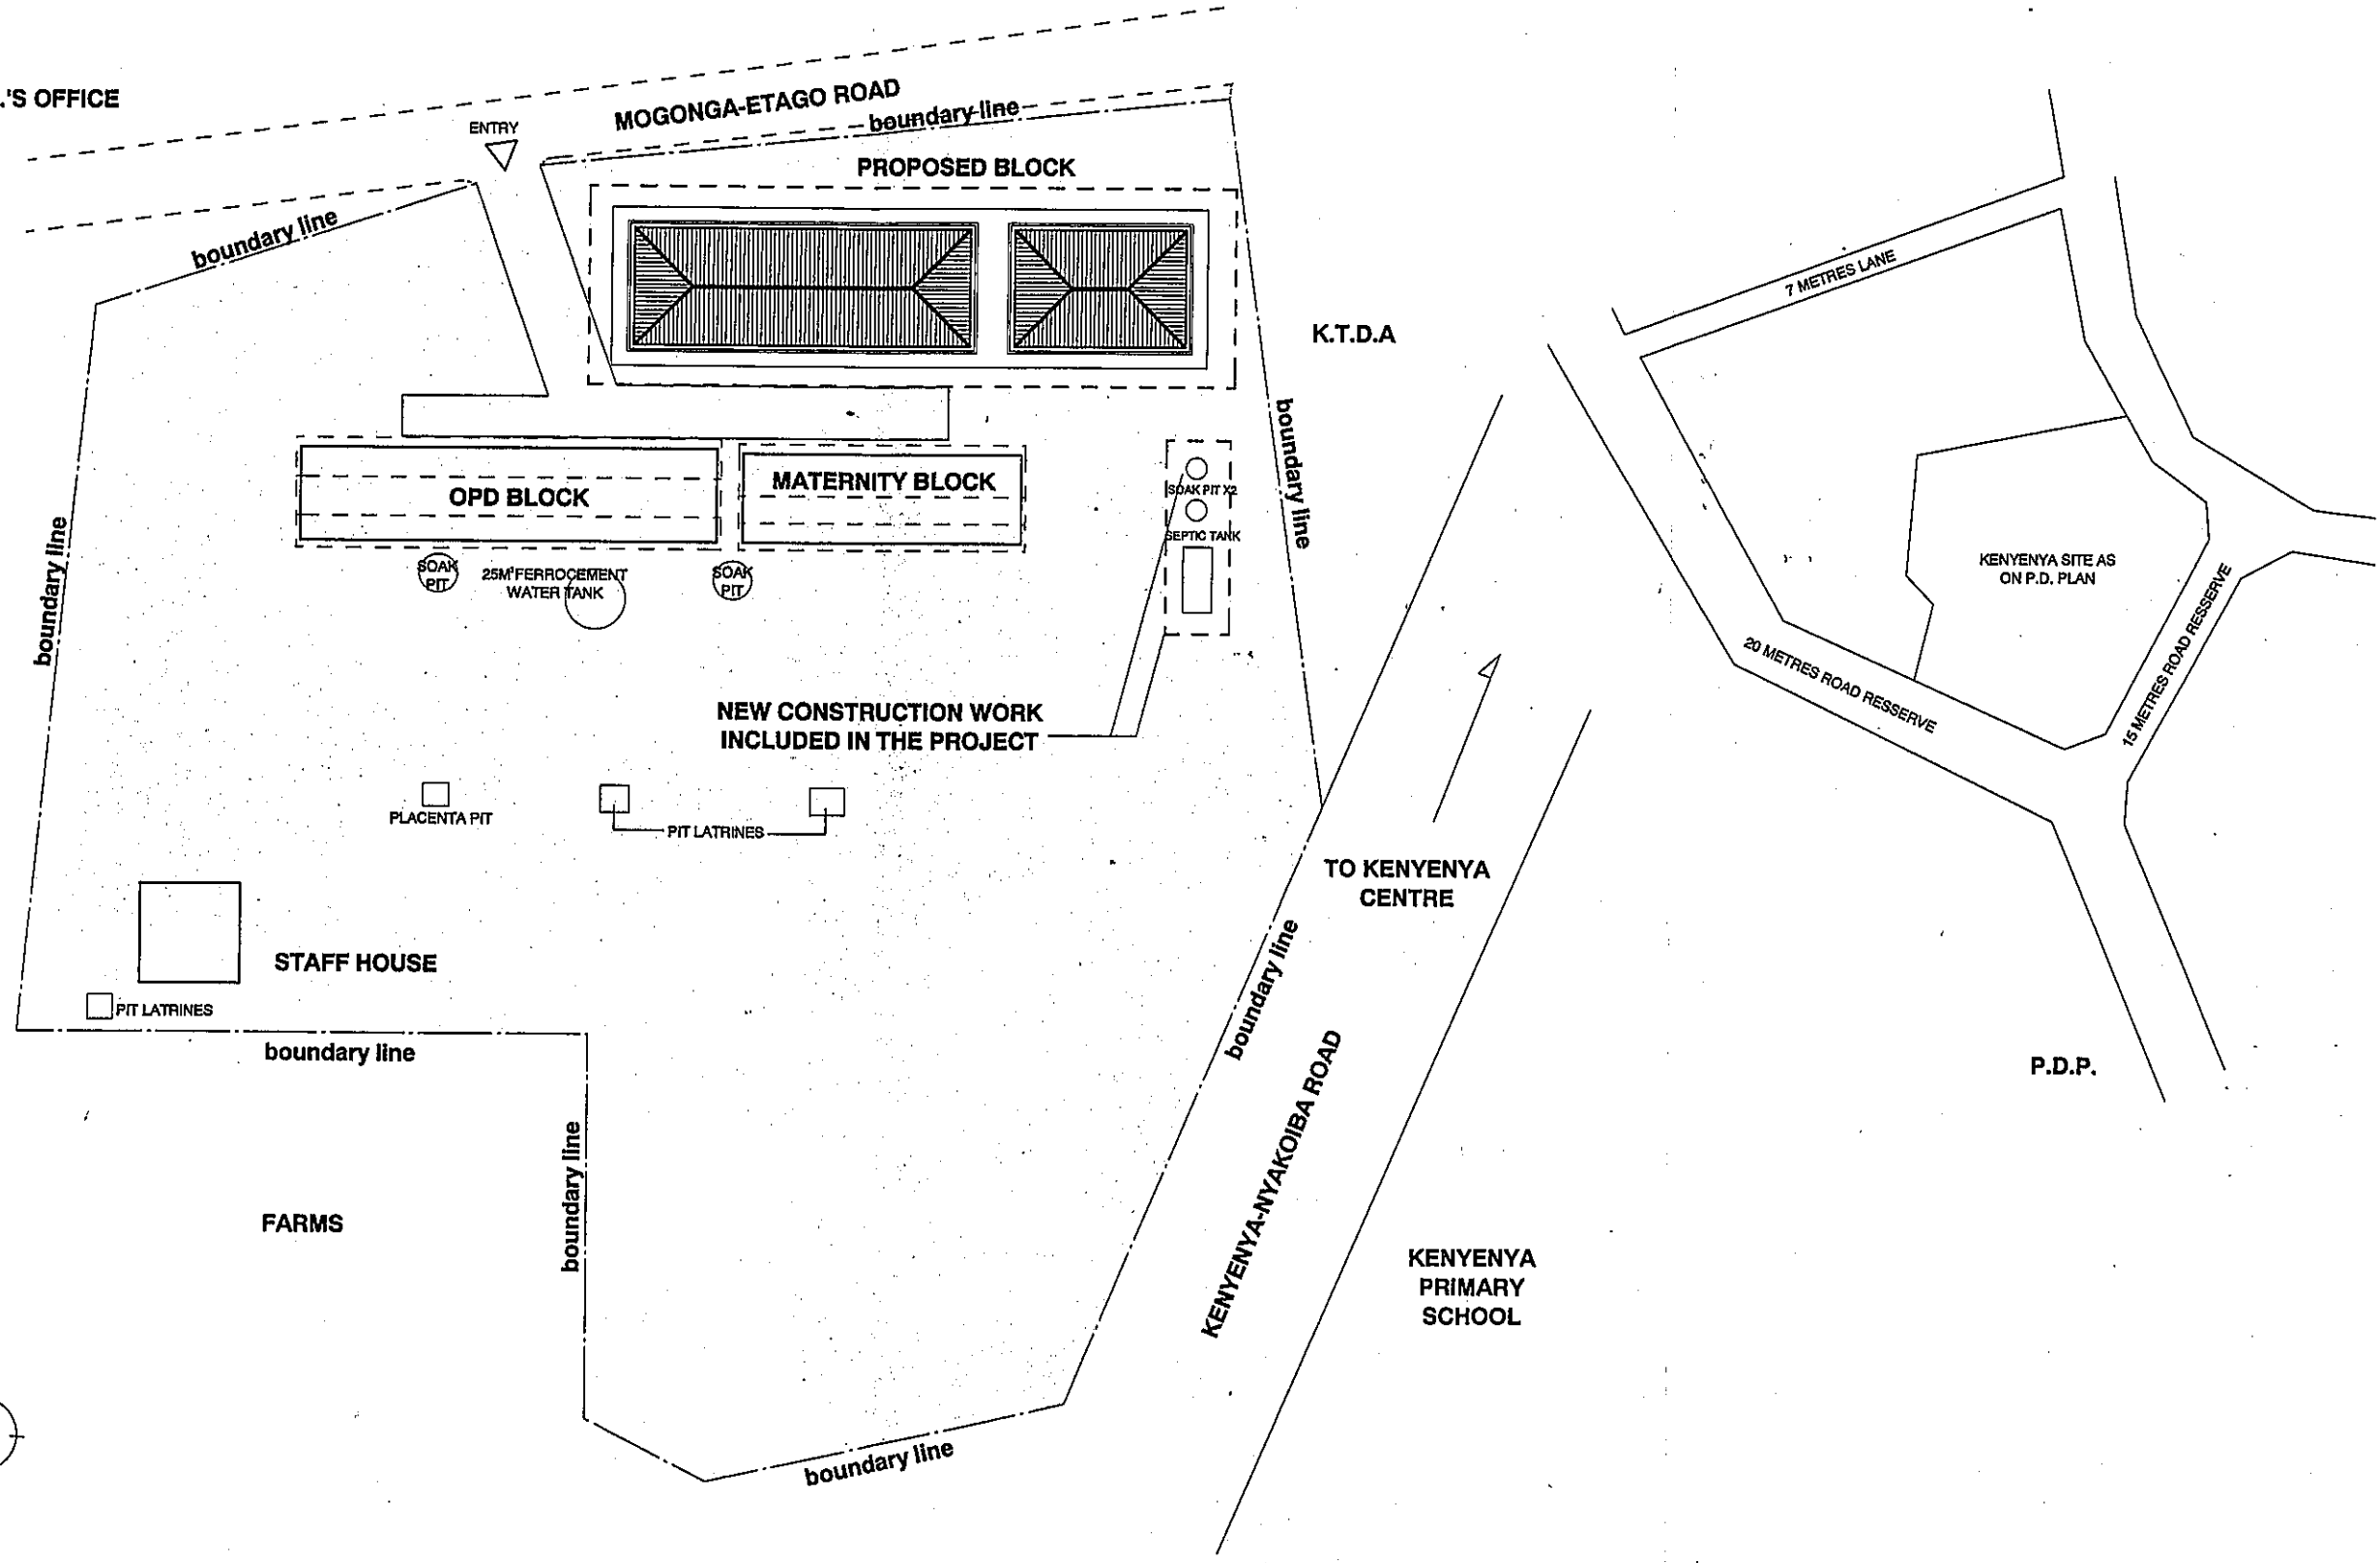 .'S OFFICE
MOGONGA-ETAGO ROAD
boundary line
ENTRY
PROPOSED BLOCK
boundary line
7 METRES LANE
K.T.D.A
boundary line
OPD BLOCK
MATERNITY BLOCK
SOAK PIT X2
SEPTIC TANK
boundary line
SOAK
PIT
25M³FERROCEMENT
WATER TANK
SOAK
PIT
KENYENYA SITE AS
ON P.D. PLAN
15 METRES ROAD RESSERVE
20 METRES ROAD RESSERVE
NEW CONSTRUCTION WORK
INCLUDED IN THE PROJECT
PLACENTA PIT
PIT LATRINES
TO KENYENYA
CENTRE
STAFF HOUSE
PIT LATRINES
boundary line
boundary line
P.D.P.
KENYENYA-NYAKOIBA ROAD
boundary line
FARMS
KENYENYA
PRIMARY
SCHOOL
boundary line